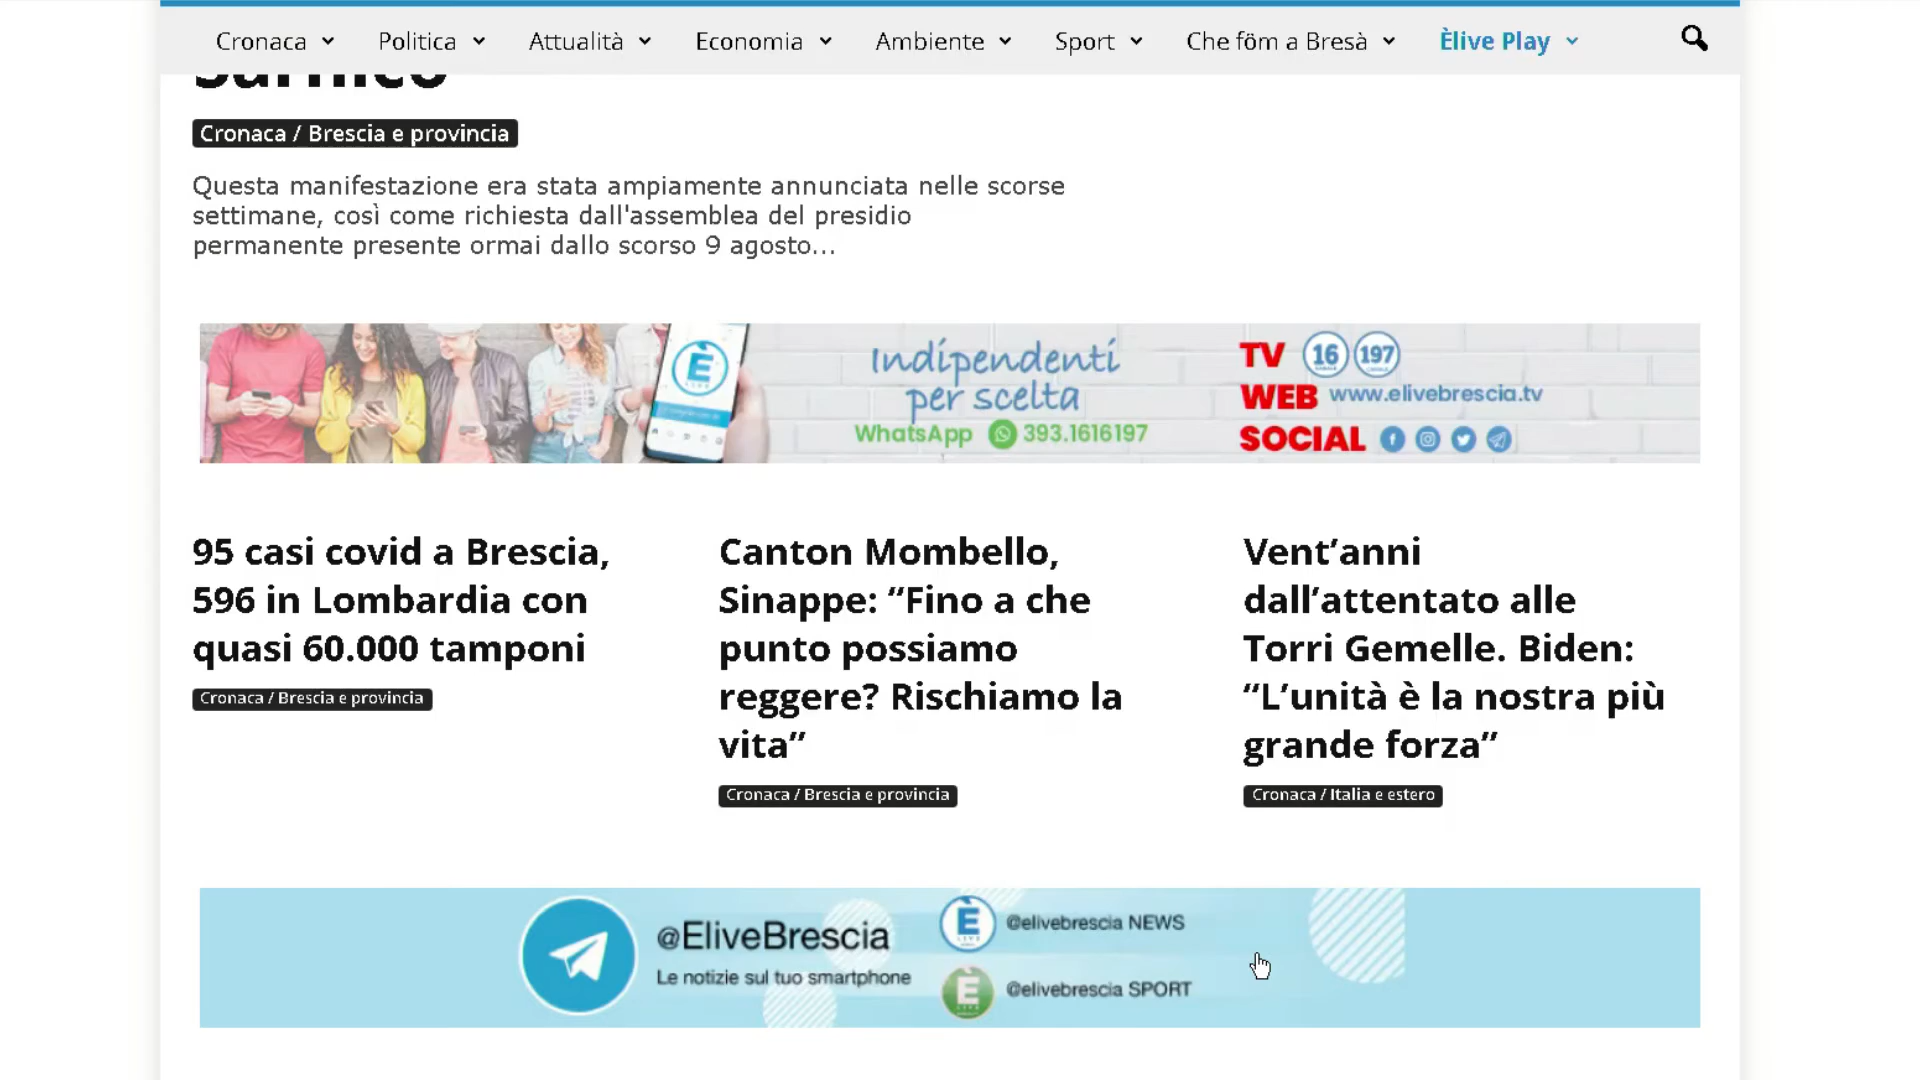 Cronaca Politica Attualità Economia Ambiente Sport Che föm a Bresà Èlive Play
Cronaca / Brescia e provincia
Questa manifestazione era stata ampiamente annunciata nelle scorse
settimane, così come richiesta dall'assemblea del presidio
permanente presente ormai dallo scorso 9 agosto...
È
LIVE
Indipendenti
per scelta
WhatsApp 393.1616197
TV 16 197
WEB www.elivebrescia.tv
SOCIAL
95 casi covid a Brescia,
596 in Lombardia con
quasi 60.000 tamponi
Cronaca / Brescia e provincia
Canton Mombello,
Sinappe: “Fino a che
punto possiamo
reggere? Rischiamo la
vita”
Cronaca / Brescia e provincia
Vent’anni
dall’attentato alle
Torri Gemelle. Biden:
“L’unità è la nostra più
grande forza”
Cronaca / Italia e estero
@EliveBrescia
Le notizie sul tuo smartphone
È LIVE @elivebrescia NEWS
È LIVE @elivebrescia SPORT